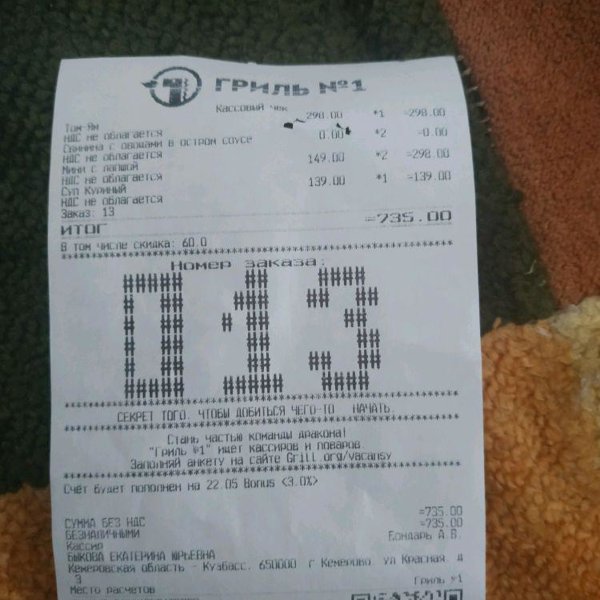 ГРИЛЬ №1
Кассовый чек
Том-Ям 298.00 *1 =298.00
НДС не облагается
Свинина с овощами в остром соусе 0.00 *2 =0.00
НДС не облагается
Мини с лапшой 149.00 *2 =298.00
НДС не облагается
Суп Куриный 139.00 *1 =139.00
НДС не облагается
Заказ: 13
ИТОГ =735.00
В том числе скидка: 60.0
Номер заказа:
013
СЕКРЕТ ТОГО, ЧТОБЫ ДОБИТЬСЯ ЧЕГО-ТО НАЧАТЬ.
Стань частью команды дракона!
"Гриль №1" ищет кассиров и поваров.
Заполняй анкету на сайте Grill.org/vacansy
Счёт будет пополнен на 22.05 Bonus <3.0%>
СУММА БЕЗ НДС =735.00
БЕЗНАЛИЧНЫМИ =735.00
Кассир Бондарь А.В.
БЫКОВА ЕКАТЕРИНА ЮРЬЕВНА
Кемеровская область - Кузбасс, 650000 г Кемерово, ул Красная, д
3
Место расчетов Гриль №1